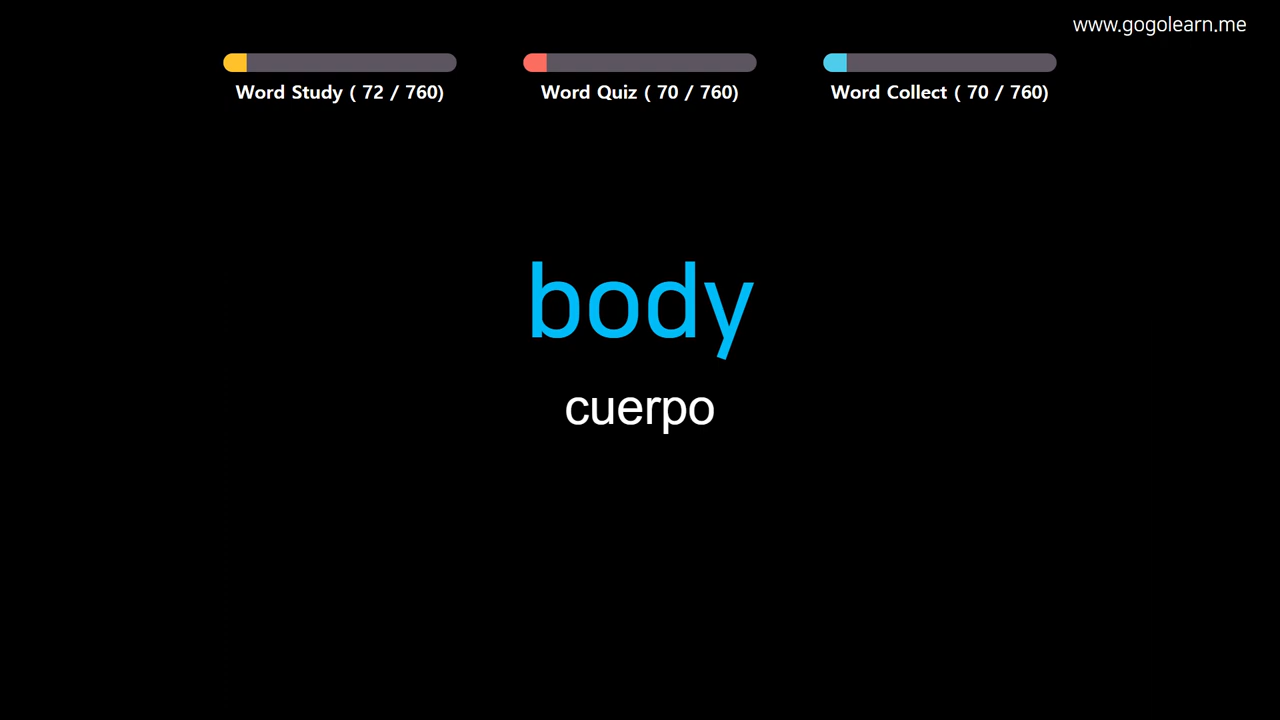 www.gogolearn.me
Word Study ( 72 / 760)
Word Quiz ( 70 / 760)
Word Collect ( 70 / 760)
body
cuerpo